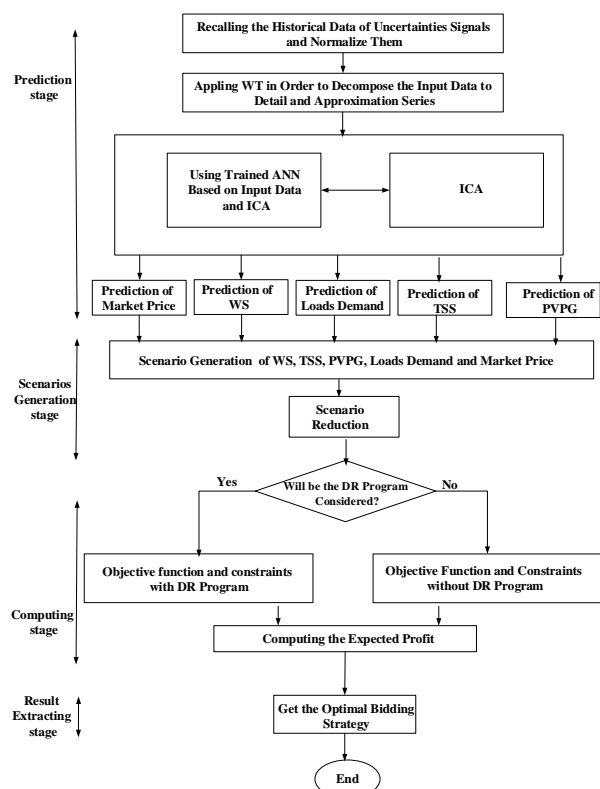 Recalling the Historical Data of Uncertainties Signals
and Normalize Them
Prediction
stage
Appling WT in Order to Decompose the Input Data to
Detail and Approximation Series
Using Trained ANN
Based on Input Data
and ICA
ICA
Prediction of
Market Price
Prediction of
WS
Prediction of
Loads Demand
Prediction of
TSS
Prediction of
PVPG
Scenario Generation of WS, TSS, PVPG, Loads Demand and Market Price
Scenarios
Generation
stage
Scenario
Reduction
Will be the DR Program
Considered?
Yes
No
Objective function and constraints
with DR Program
Objective Function and Constraints
without DR Program
Computing
stage
Computing the Expected Profit
Result
Extracting
stage
Get the Optimal Bidding
Strategy
End